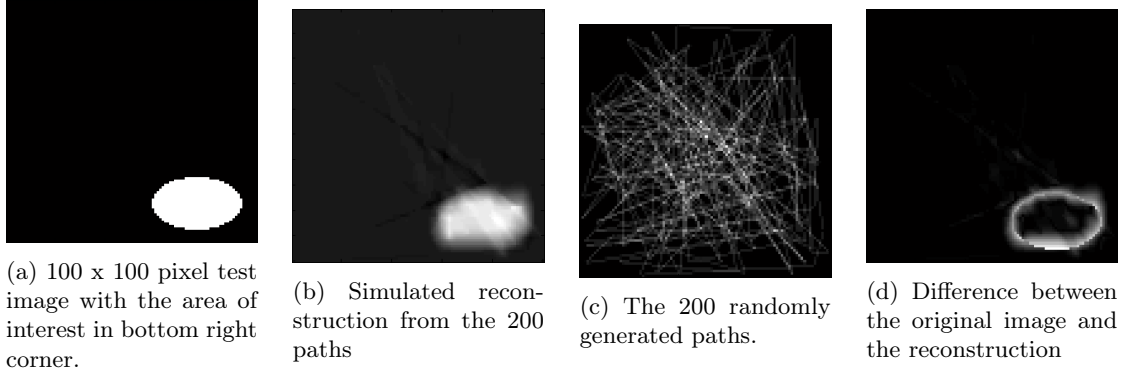 (a) 100 x 100 pixel test
image with the area of
interest in bottom right
corner.
(b) Simulated recon-
struction from the 200
paths
(c) The 200 randomly
generated paths.
(d) Difference between
the original image and
the reconstruction